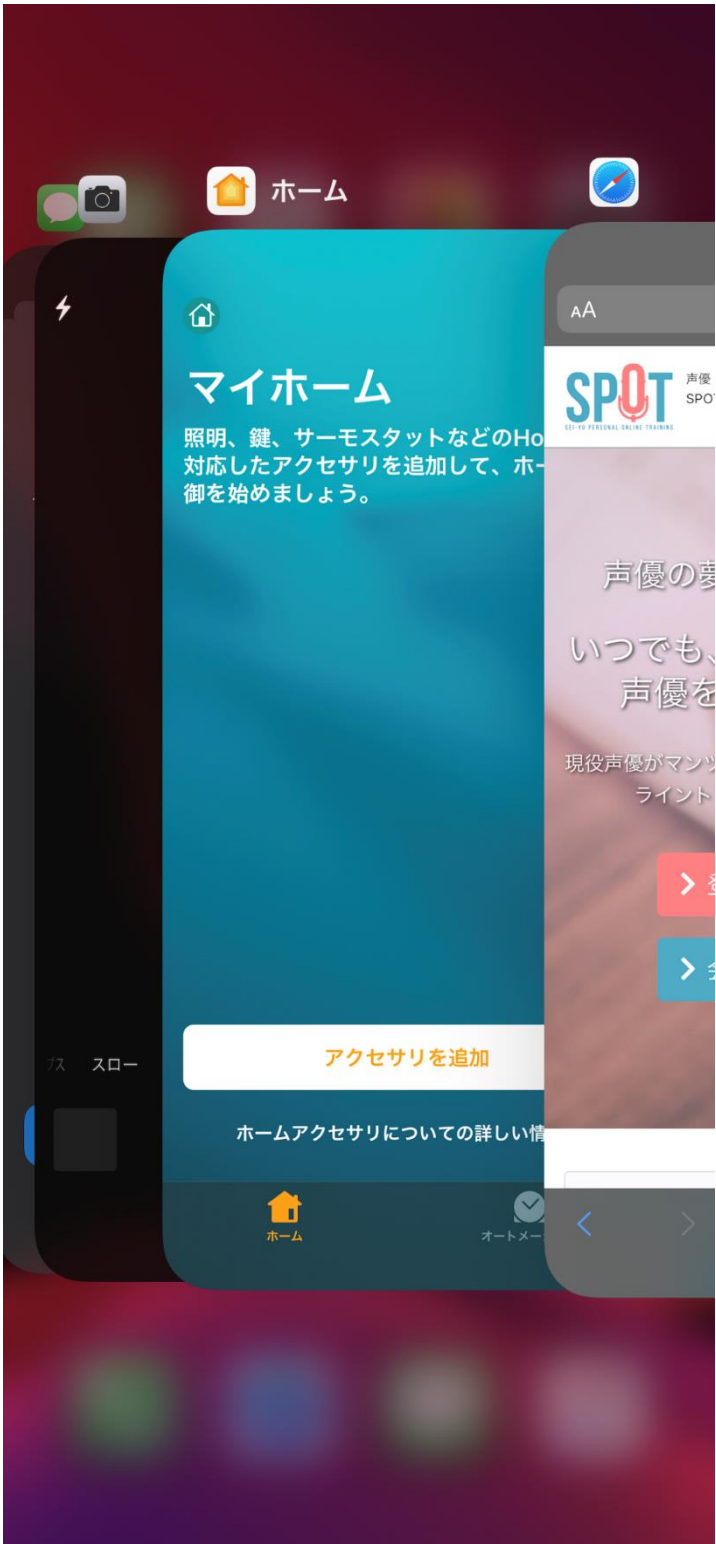 ホーム
マイホーム
照明、鍵、サーモスタットなどのHo
対応したアクセサリを追加して、ホー
御を始めましょう。
アクセサリを追加
ホームアクセサリについての詳しい情
ホーム
オートメー
スロー
AA
SPOT
SEI-YU PERSONAL ONLINE TRAINING
声優
SPOT
声優の夢
いつでも、
声優を
現役声優がマンツ
ライント